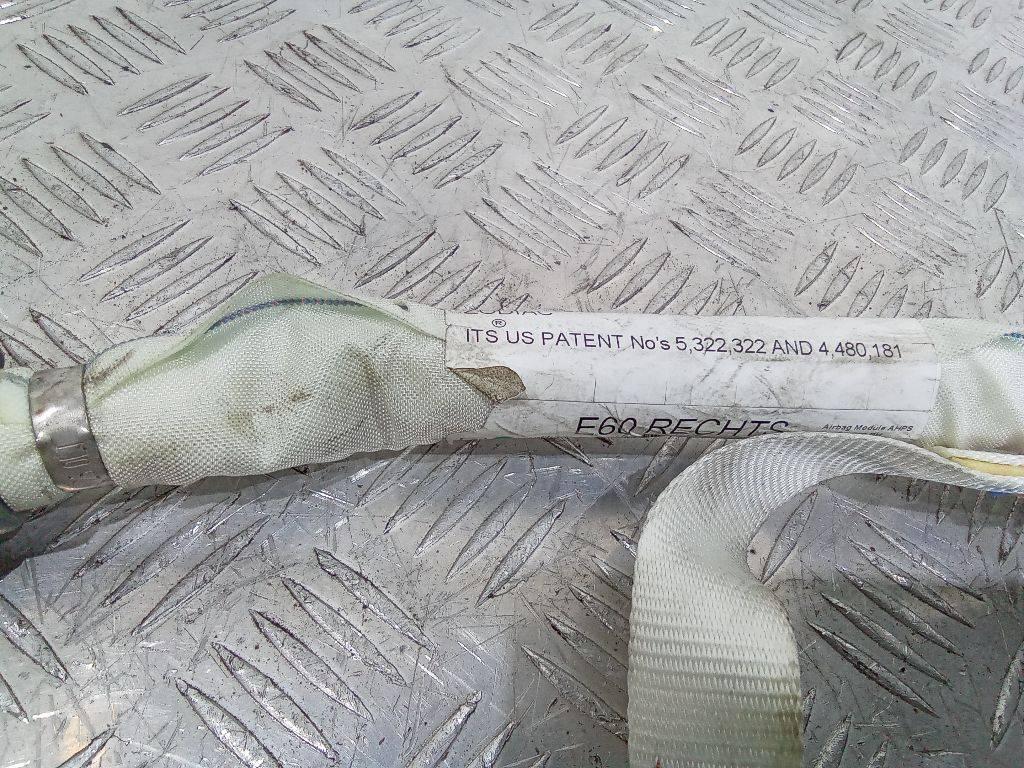 ®
ITS US PATENT No's 5,322,322 AND 4,480,181
E60 RECHTS
Airbag Module AHPS